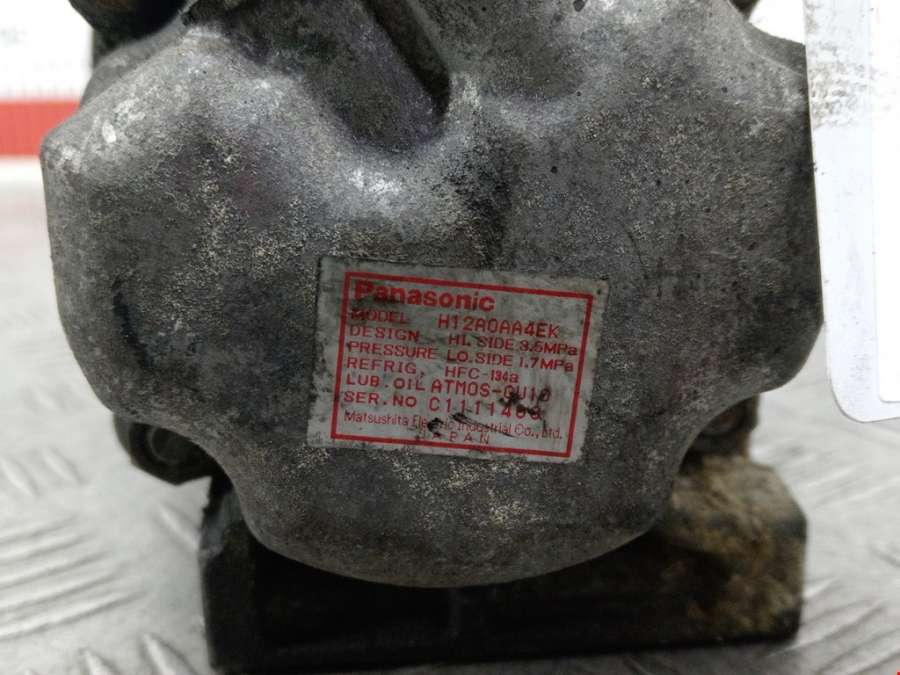 Panasonic
MODEL H12A0AA4EK
DESIGN HI.SIDE 3.5MPa
PRESSURE LO.SIDE 1.7MPa
REFRIG. HFC-134a
LUB.OIL ATMOS-GU10
SER.NO
Matsushita Electric Industrial Co.,Ltd.
JAPAN